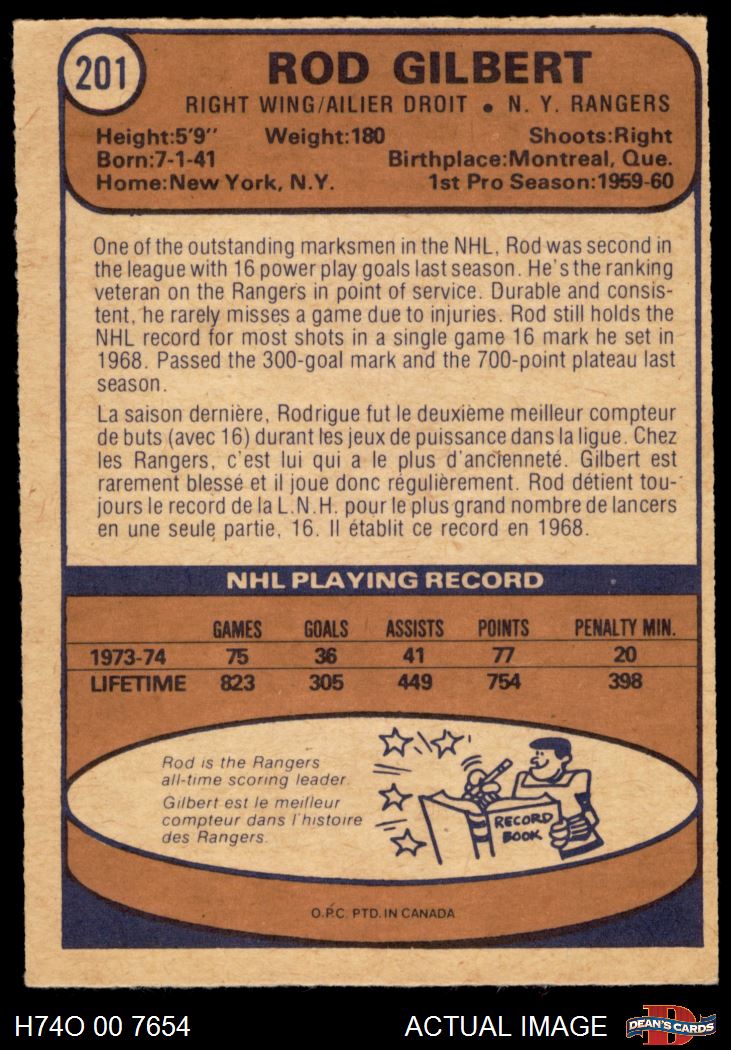 201
ROD GILBERT
RIGHT WING/AILIER DROIT • N. Y. RANGERS
Height:5'9" Weight:180 Shoots:Right
Born:7-1-41 Birthplace:Montreal, Que.
Home:New York, N.Y. 1st Pro Season:1959-60
One of the outstanding marksmen in the NHL, Rod was second in
the league with 16 power play goals last season. He's the ranking
veteran on the Rangers in point of service. Durable and consis-
tent, he rarely misses a game due to injuries. Rod still holds the
NHL record for most shots in a single game 16 mark he set in
1968. Passed the 300-goal mark and the 700-point plateau last
season.
La saison dernière, Rodrigue fut le deuxième meilleur compteur
de buts (avec 16) durant les jeux de puissance dans la ligue. Chez
les Rangers, c'est lui qui a le plus d'ancienneté. Gilbert est
rarement blessé et il joue donc régulièrement. Rod détient tou-
jours le record de la L.N.H. pour le plus grand nombre de lancers
en une seule partie, 16. Il établit ce record en 1968.
NHL PLAYING RECORD
GAMES GOALS ASSISTS POINTS PENALTY MIN.
1973-74 75 36 41 77 20
LIFETIME 823 305 449 754 398
Rod is the Rangers
all-time scoring leader.
Gilbert est le meilleur
compteur dans l'histoire
des Rangers.
RECORD
BOOK
O.P.C. PTD. IN CANADA
H74O 00 7654 ACTUAL IMAGE DEAN'S CARDS